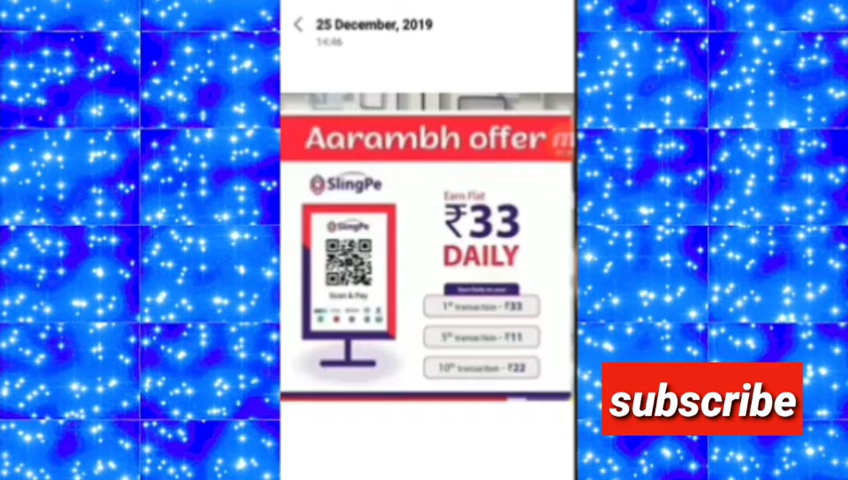 25 December, 2019
14:46
Aarambh offer
SlingPe
SlingPe
Scan & Pay
Earn Flat
₹33
DAILY
1st transaction - ₹33
5th transaction - ₹11
10th transaction - ₹22
subscribe